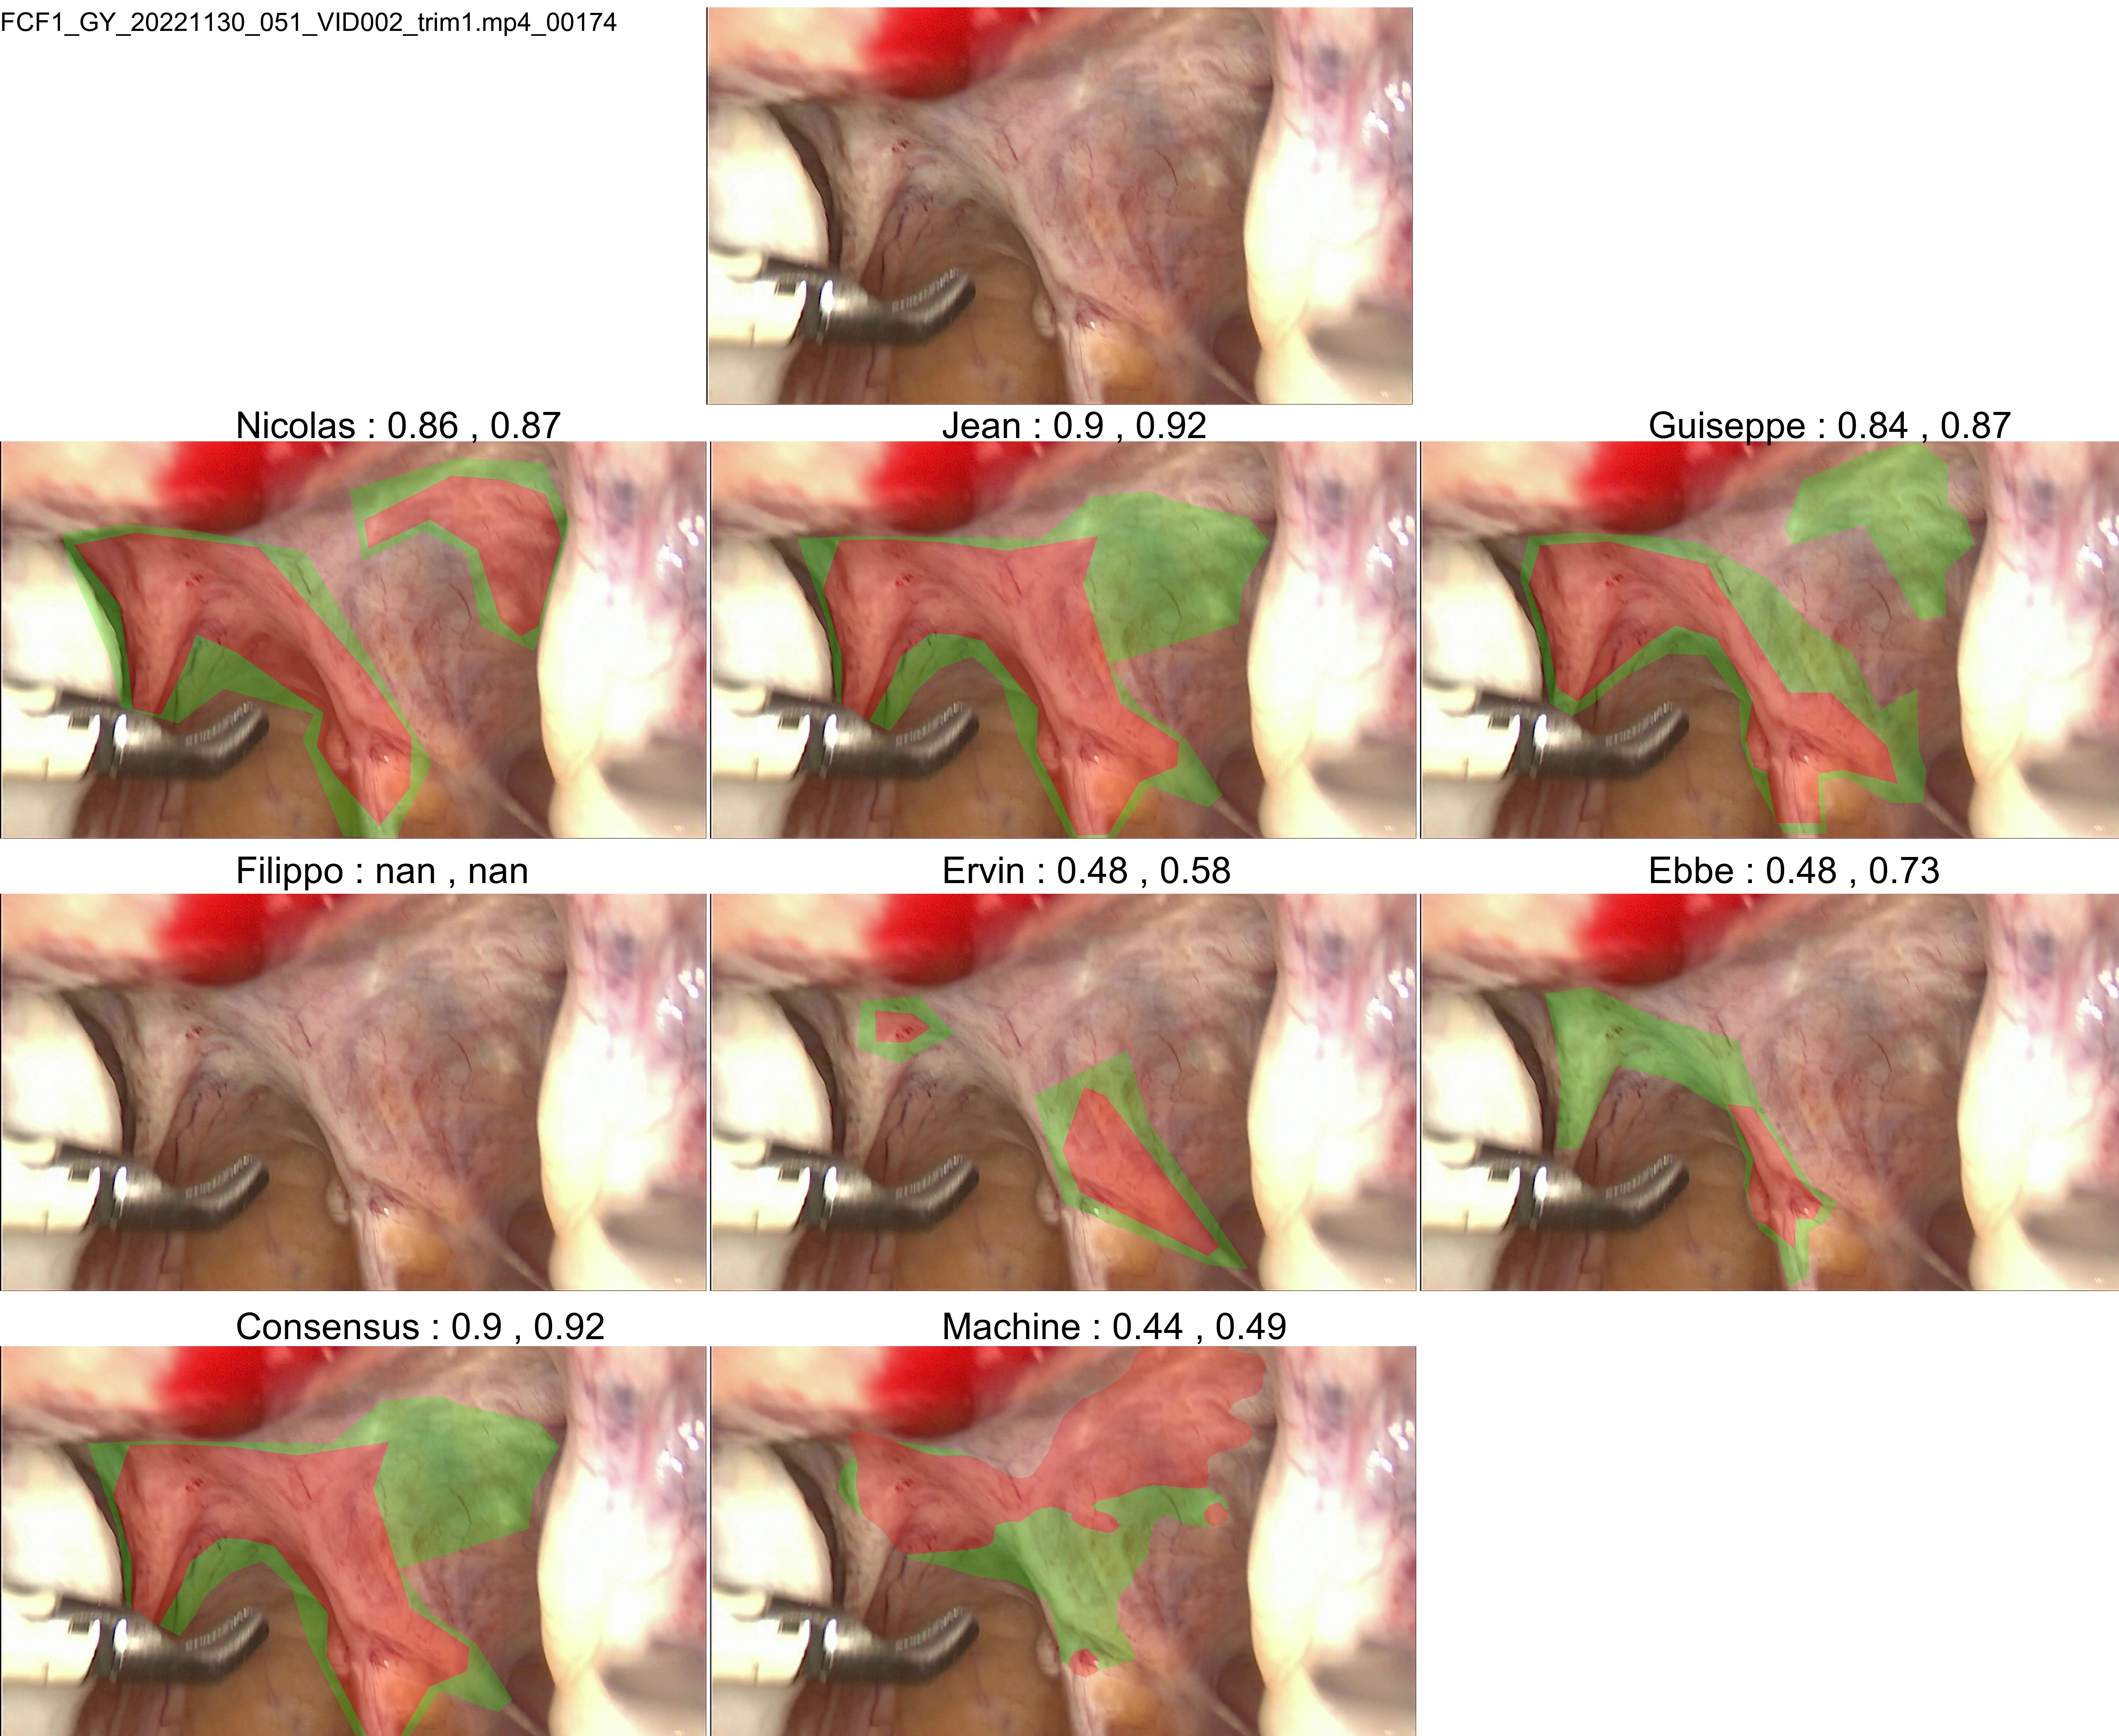 FCF1_GY_20221130_051_VID002_trim1.mp4_00174
Nicolas : 0.86 , 0.87
Jean : 0.9 , 0.92
Guiseppe : 0.84 , 0.87
Filippo : nan , nan
Ervin : 0.48 , 0.58
Ebbe : 0.48 , 0.73
Consensus : 0.9 , 0.92
Machine : 0.44 , 0.49